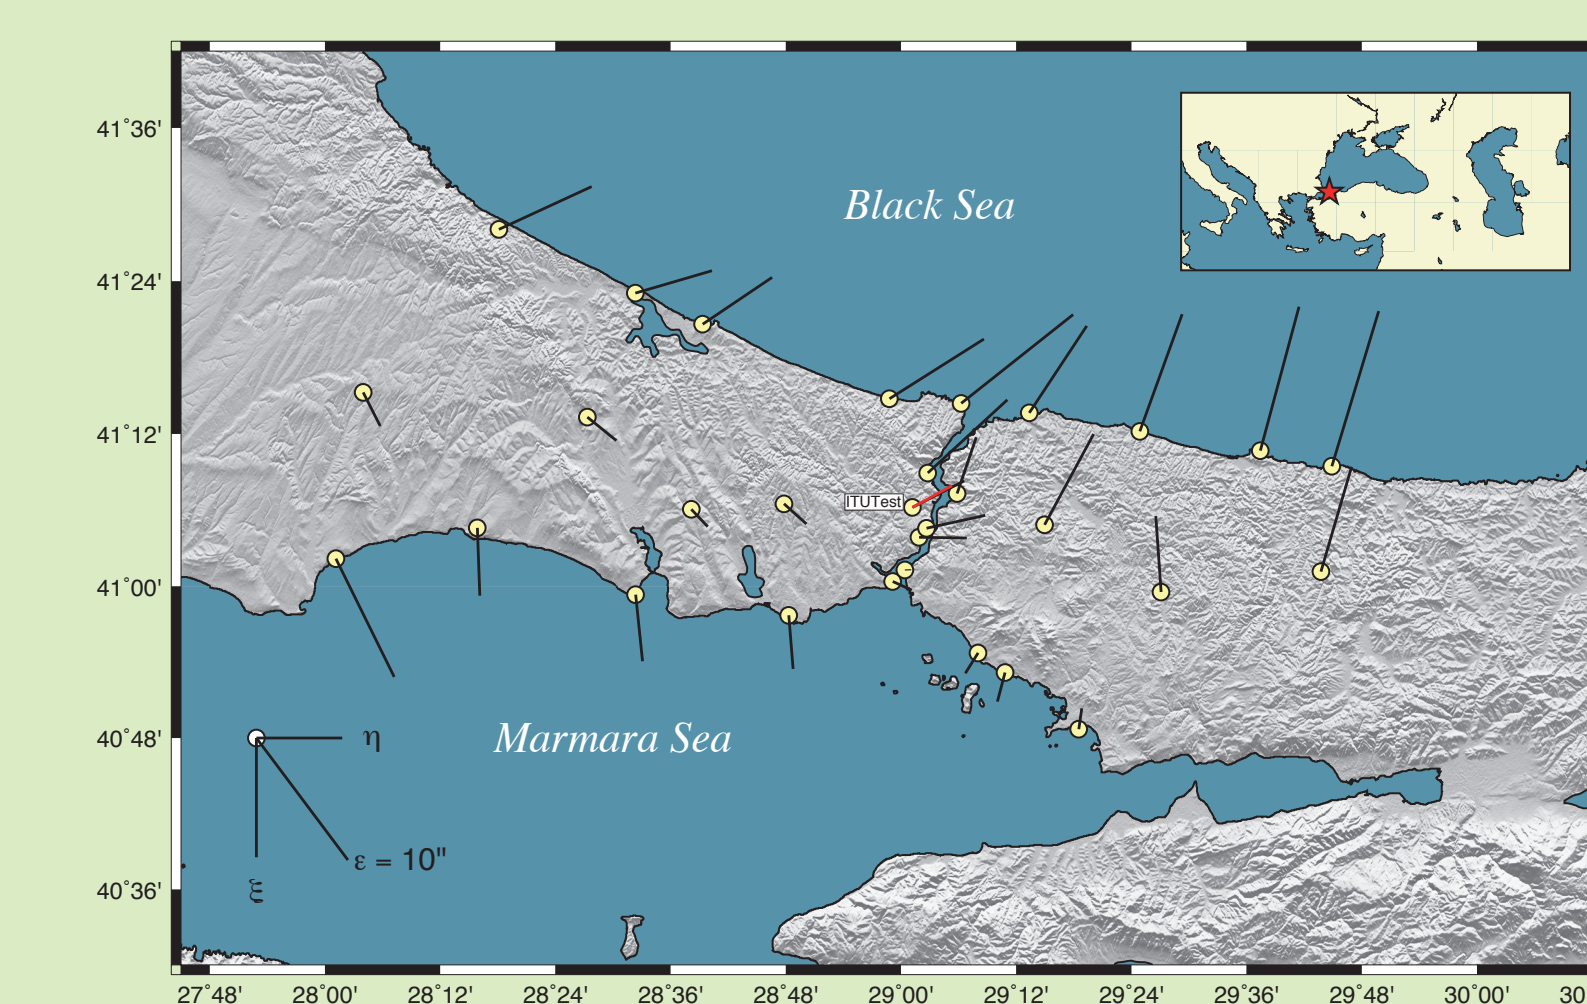 41°36'
Black Sea
41°24'
41°12'
ITUTest
41°00'
40°48'
Marmara Sea
η
ε = 10"
ξ
40°36'
27°48' 28°00' 28°12' 28°24' 28°36' 28°48' 29°00' 29°12' 29°24' 29°36' 29°48' 30°00' 30